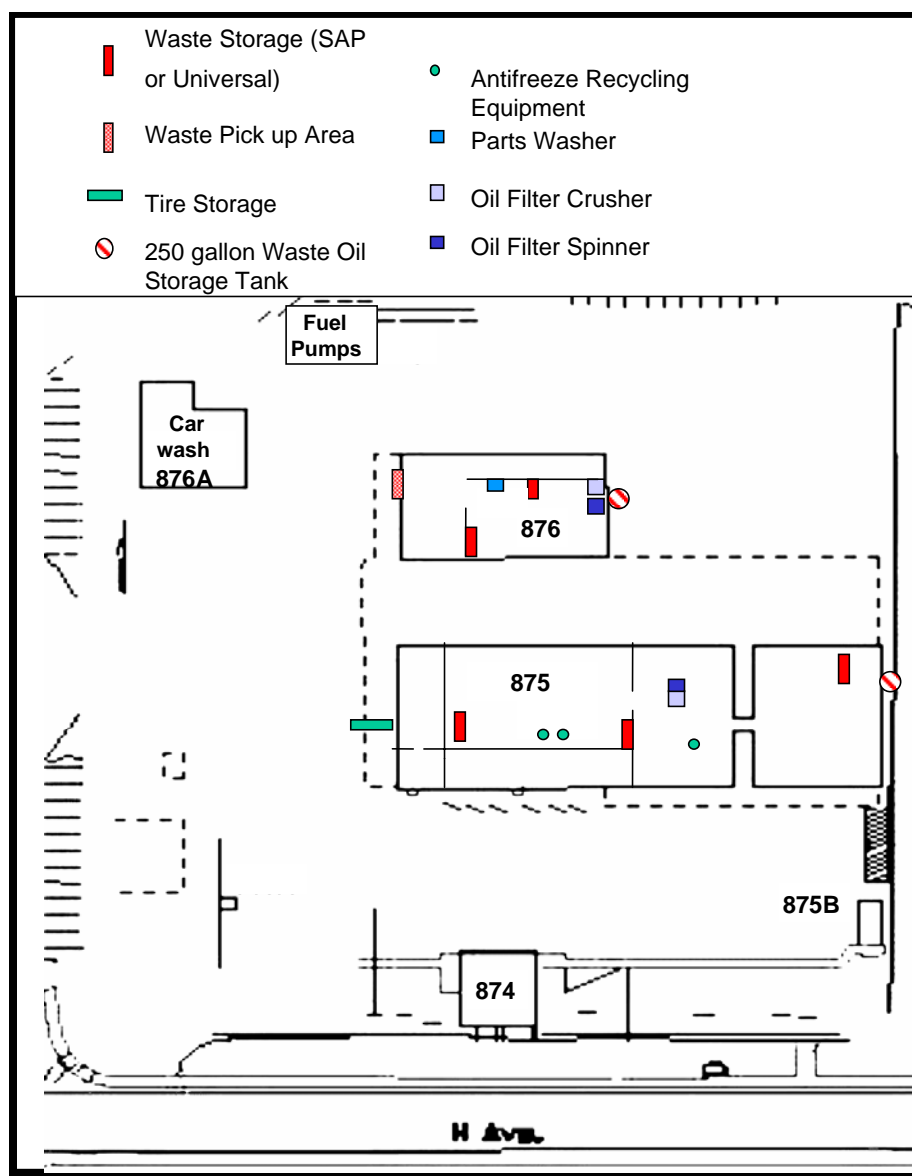 Waste Storage (SAP
or Universal)
Waste Pick up Area
Tire Storage
250 gallon Waste Oil
Storage Tank
Antifreeze Recycling
Equipment
Parts Washer
Oil Filter Crusher
Oil Filter Spinner
Fuel
Pumps
Car
wash
876A
876
875
875B
874
H Ave.